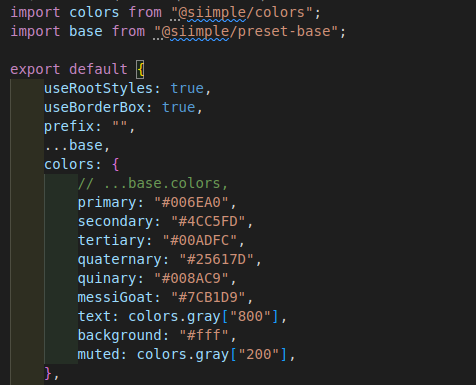 import colors from "@siimple/colors";
import base from "@siimple/preset-base";
export default {
useRootStyles: true,
useBorderBox: true,
prefix: "",
...base,
colors: {
// ...base.colors,
primary: "#006EA0",
secondary: "#4CC5FD",
tertiary: "#00ADFC",
quaternary: "#25617D",
quinary: "#008AC9",
messiGoat: "#7CB1D9",
text: colors.gray["800"],
background: "#fff",
muted: colors.gray["200"],
},